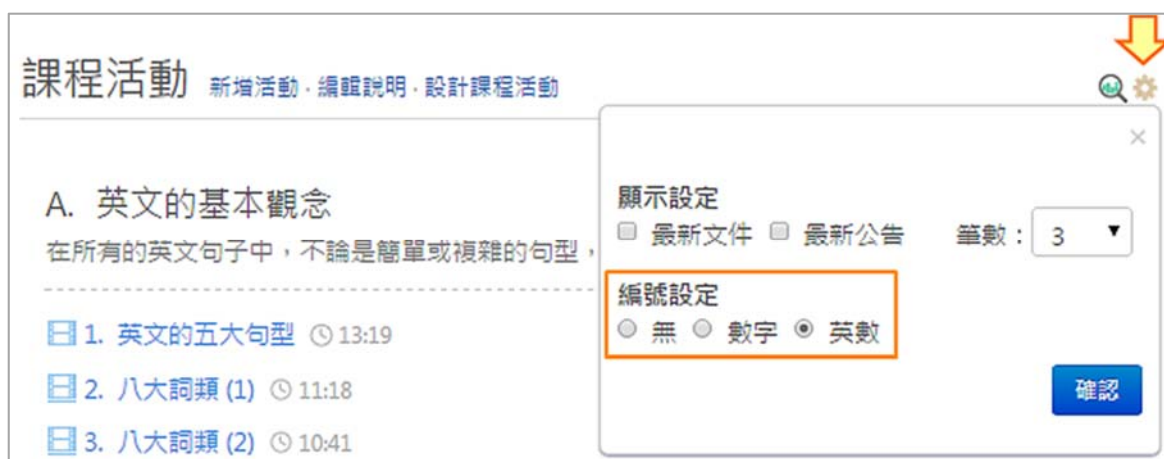 課程活動 新增活動 · 編輯說明 · 設計課程活動
A. 英文的基本觀念
在所有的英文句子中，不論是簡單或複雜的句型，
1. 英文的五大句型 13:19
2. 八大詞類 (1) 11:18
3. 八大詞類 (2) 10:41
×
顯示設定
最新文件 最新公告 筆數： 3
編號設定
無 數字 英數
確認